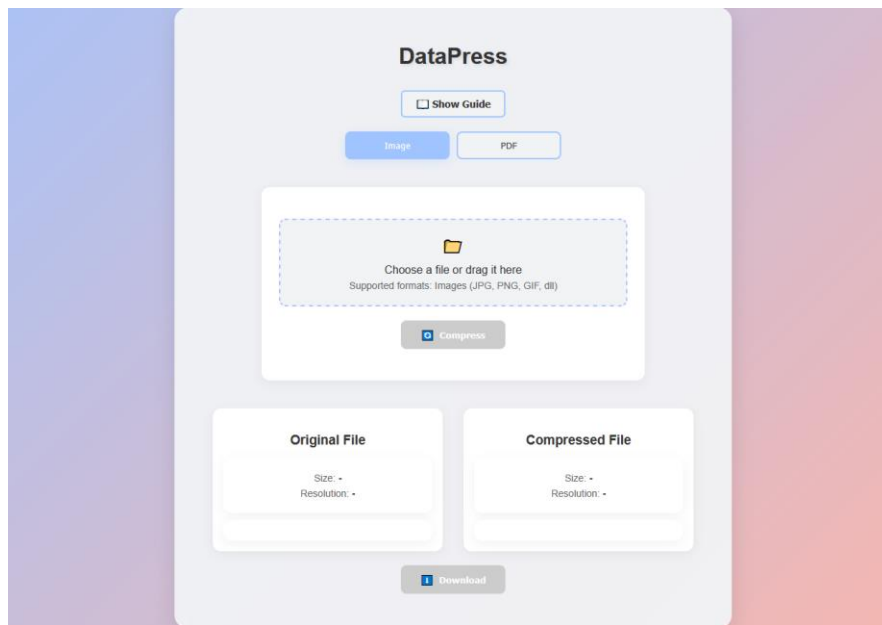 DataPress
Show Guide
Image
PDF
Choose a file or drag it here
Supported formats: Images (JPG, PNG, GIF, dll)
Compress
Original File
Size: -
Resolution: -
Compressed File
Size: -
Resolution: -
Download